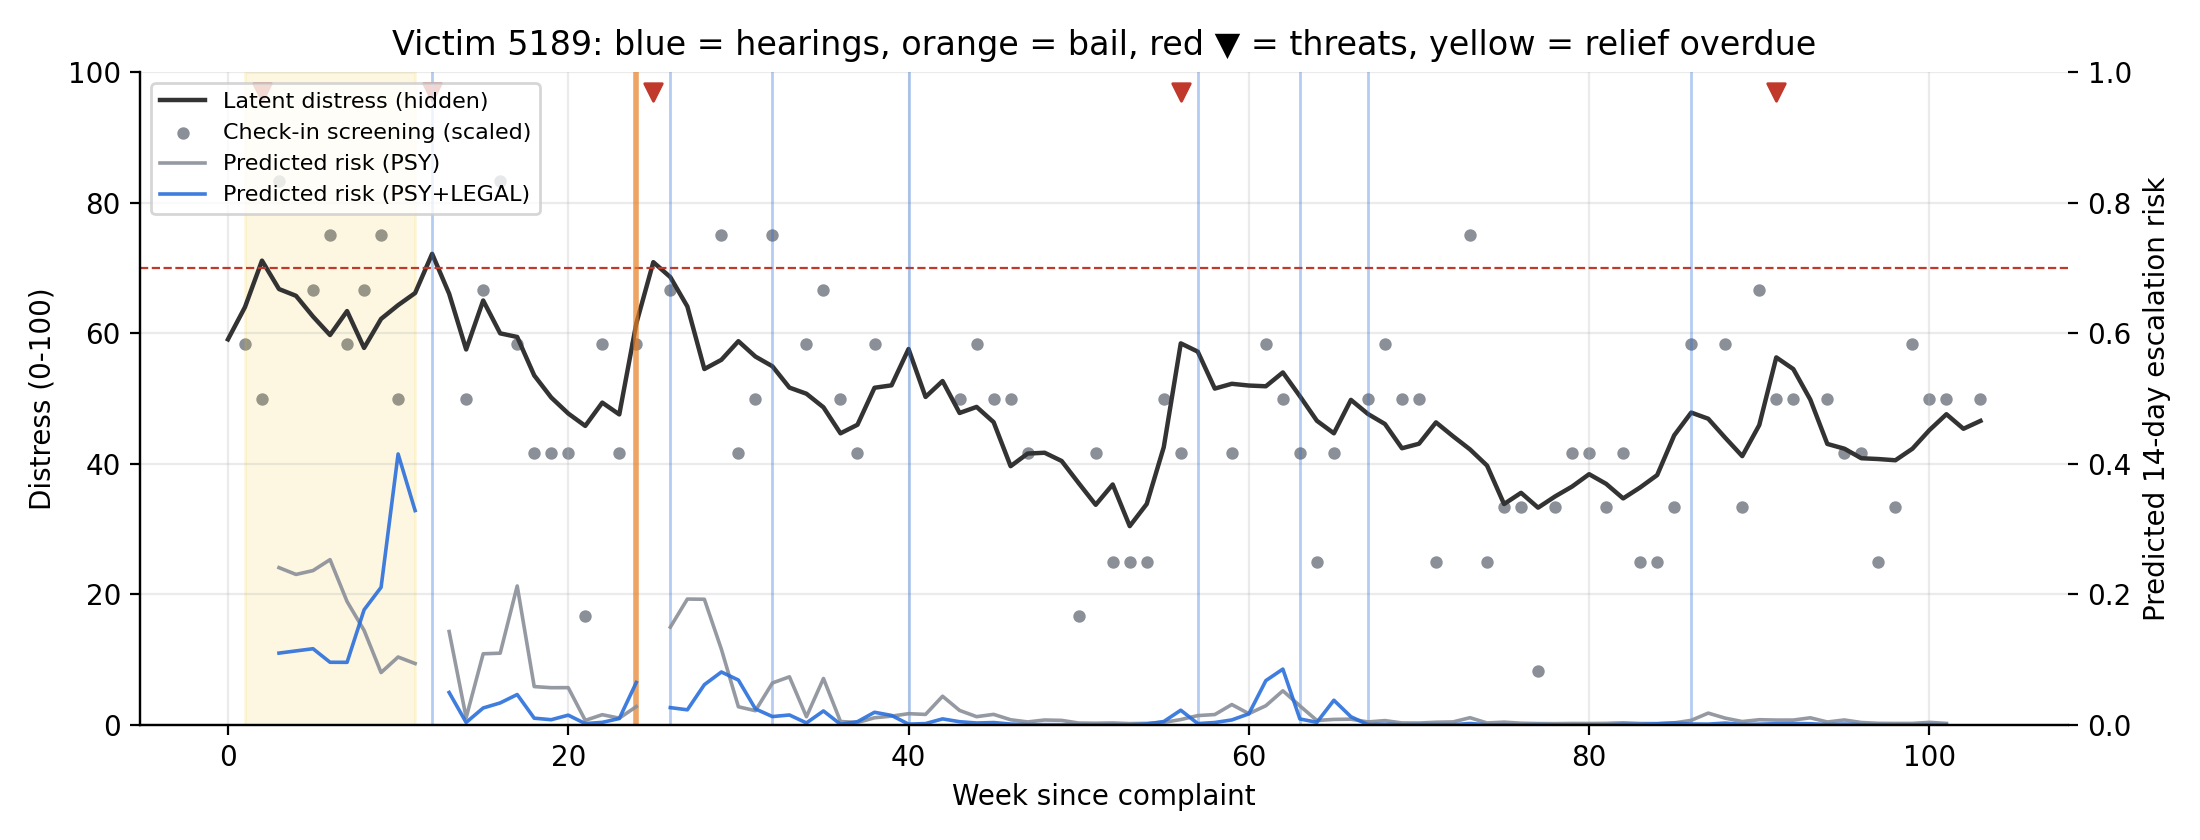 Victim 5189: blue = hearings, orange = bail, red ▼ = threats, yellow = relief overdue
Latent distress (hidden)
Check-in screening (scaled)
Predicted risk (PSY)
Predicted risk (PSY+LEGAL)
Distress (0-100)
100
80
60
40
20
0
1.0
0.8
0.6
0.4
0.2
0.0
Predicted 14-day escalation risk
0 20 40 60 80 100
Week since complaint